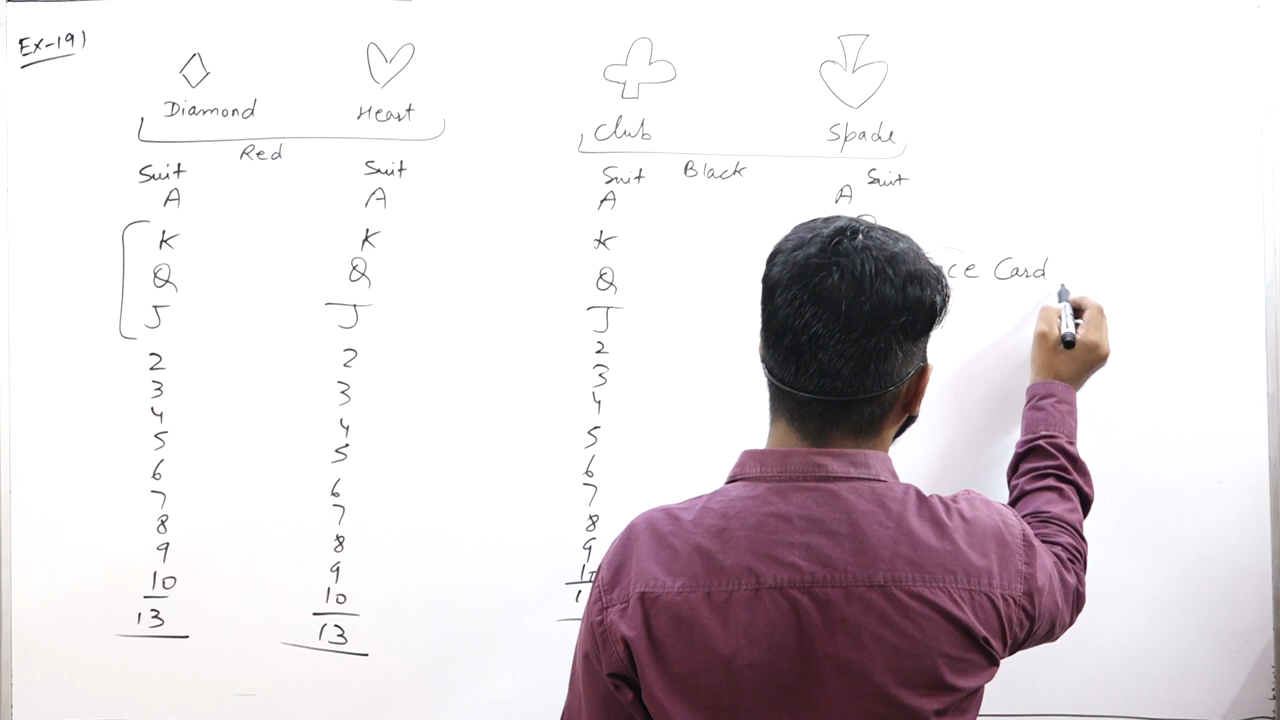 Ex-19)
Diamond Heart Club Spade
Red Black
Suit Suit Suit Suit
A A A A
K K K
Q Q Q Card
J J J
2 2 2
3 3 3
4 4 4
5 5 5
6 6 6
7 7 7
8 8 8
9 9 9
10 10
13 13